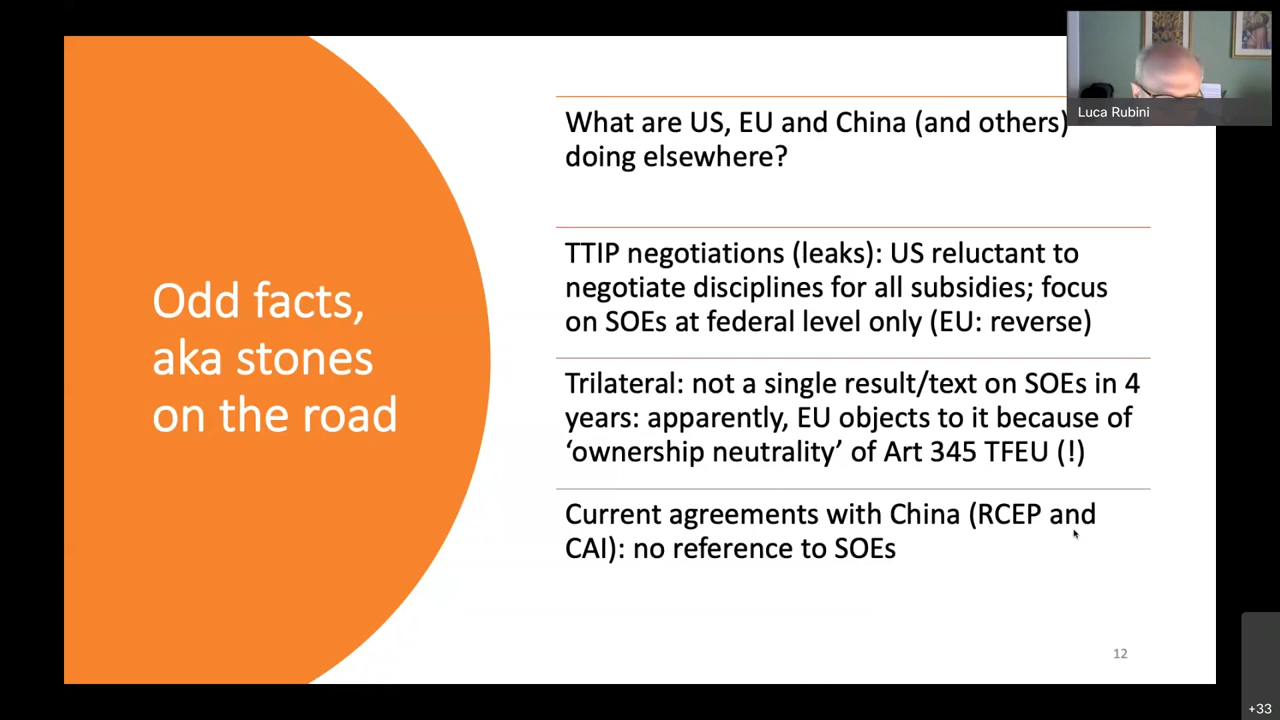 Luca Rubini
Odd facts,
aka stones
on the road
What are US, EU and China (and others)
doing elsewhere?
TTIP negotiations (leaks): US reluctant to
negotiate disciplines for all subsidies; focus
on SOEs at federal level only (EU: reverse)
Trilateral: not a single result/text on SOEs in 4
years: apparently, EU objects to it because of
‘ownership neutrality’ of Art 345 TFEU (!)
Current agreements with China (RCEP and
CAI): no reference to SOEs
12
+33